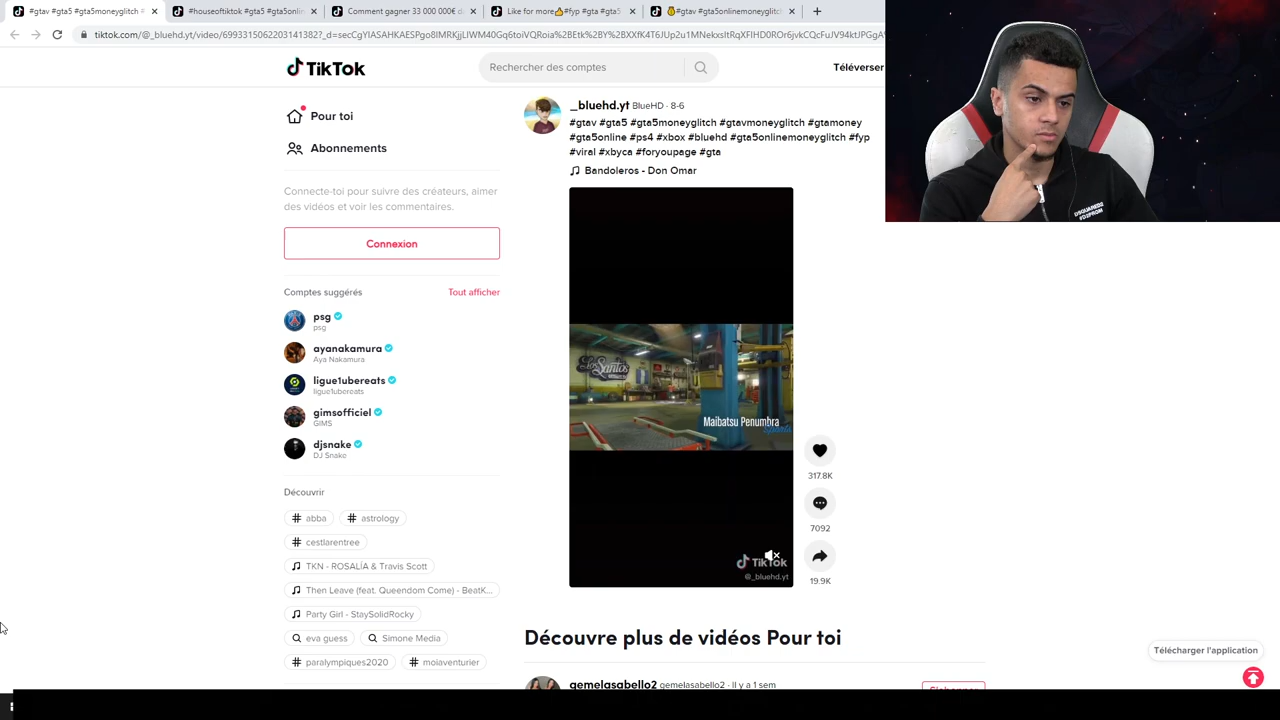 #gtav #gta5 #gta5moneyglitch #
#houseoftiktok #gta5 #gta5onlin
Comment gagner 33 000 000€ d
Like for more👍#fyp #gta #gta5
💰#gtav #gta5onlinemoneyglitch
TikTok
Rechercher des comptes
Téléverser
Pour toi
Abonnements
Connecte-toi pour suivre des créateurs, aimer
des vidéos et voir les commentaires.
Connexion
Comptes suggérés
Tout afficher
psg
psg
ayanakamura
Aya Nakamura
ligue1ubereats
ligue1ubereats
gimsofficiel
GIMS
djsnake
DJ Snake
Découvrir
# abba
# astrology
# cestlarentree
TKN - ROSALÍA & Travis Scott
Then Leave (feat. Queendom Come) - BeatK...
Party Girl - StaySolidRocky
eva guess
Simone Media
# paralympiques2020
# moiaventurier
_bluehd.yt BlueHD · 8-6
#gtav #gta5 #gta5moneyglitch #gtavmoneyglitch #gtamoney
#gta5online #ps4 #xbox #bluehd #gta5onlinemoneyglitch #fyp
#viral #xbyca #foryoupage #gta
Bandoleros - Don Omar
Los Santos
Maibatsu Penumbra
Sports
TikTok
@_bluehd.yt
317.8K
7092
19.9K
Découvre plus de vidéos Pour toi
gemelasabello2 gemelasabello2 · Il y a 1 sem
Télécharger l'application
DSQUARED2